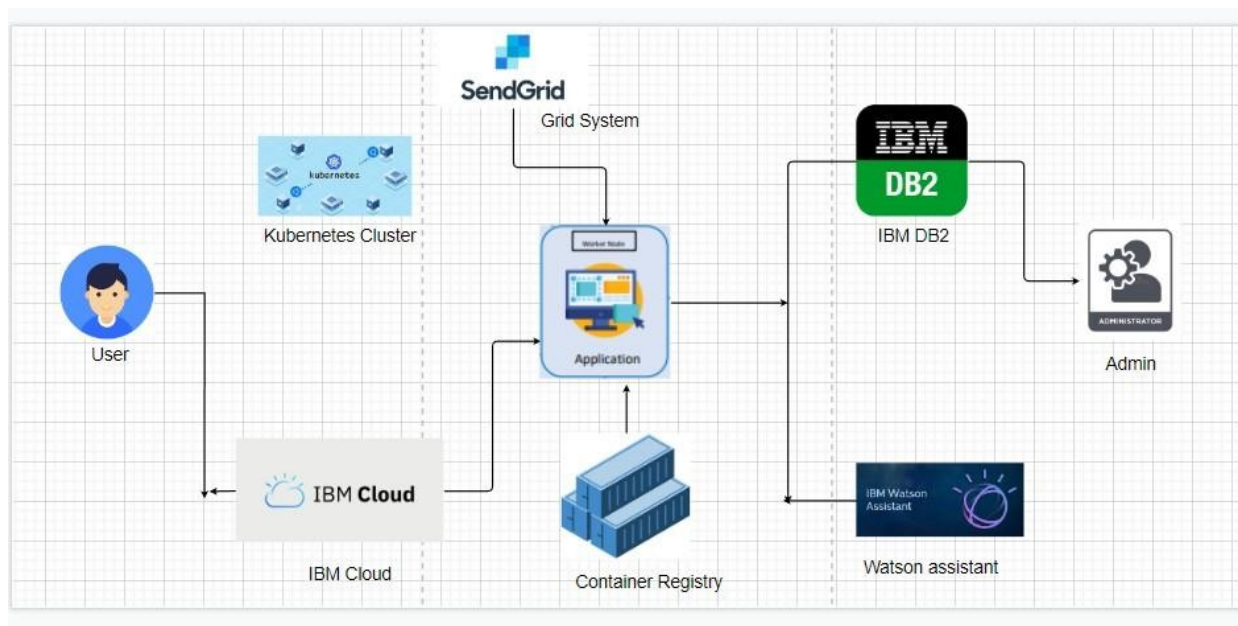 SendGrid
Grid System
kubernetes
Kubernetes Cluster
User
IBM Cloud
IBM Cloud
Worker Node
Application
Container Registry
IBM
DB2
IBM DB2
ADMINISTRATOR
Admin
IBM Watson
Assistant
Watson assistant